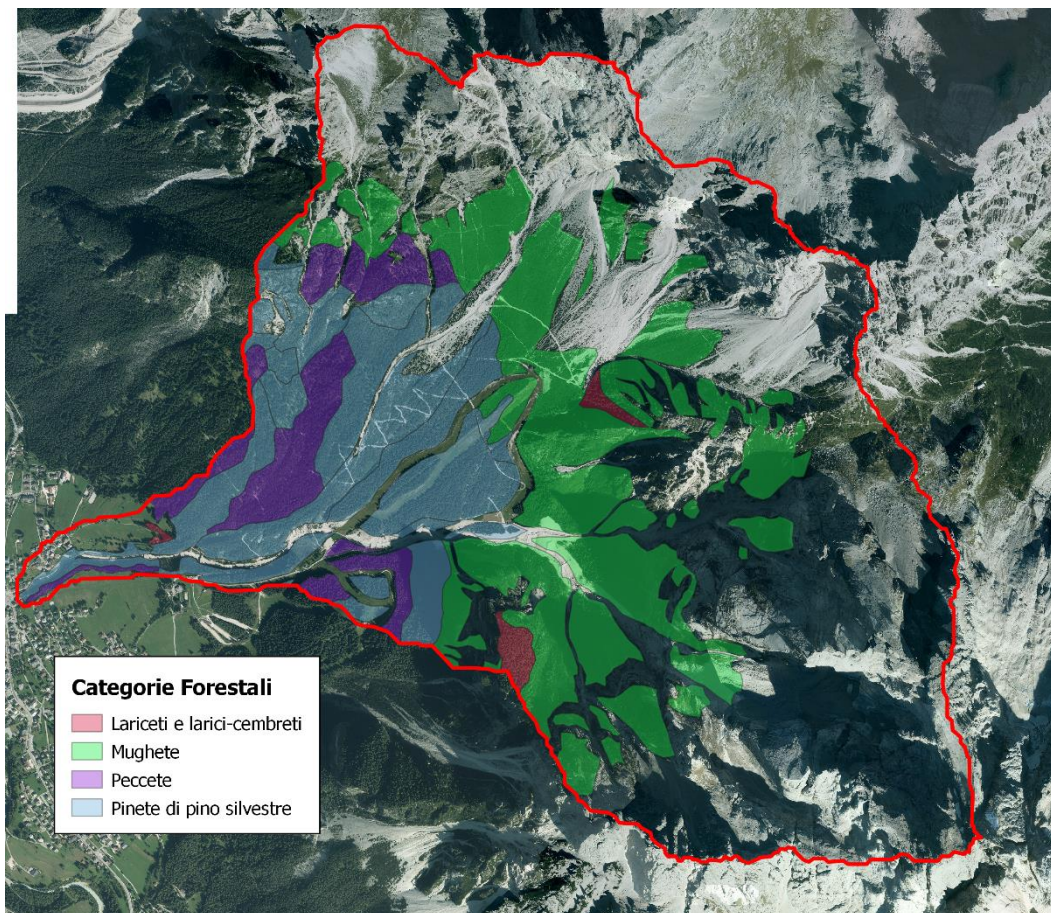 Categorie Forestali
Lariceti e larici-cembreti
Mughete
Peccete
Pinete di pino silvestre